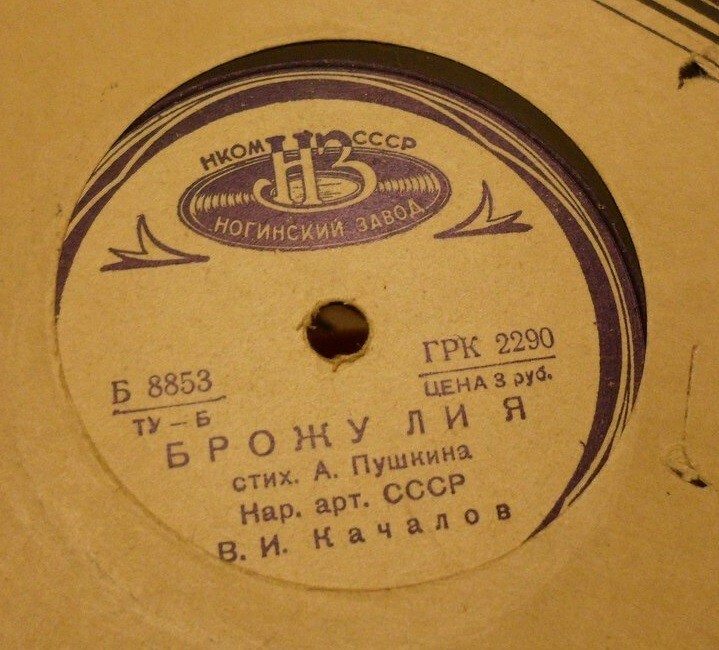 НКОМ НЗ СССР
НОГИНСКИЙ ЗАВОД
Б 8853
ТУ – Б
ГРК 2290
ЦЕНА 3 руб.
БРОЖУ ЛИ Я
стих. А. Пушкина
Нар. арт. СССР
В. И. Качалов